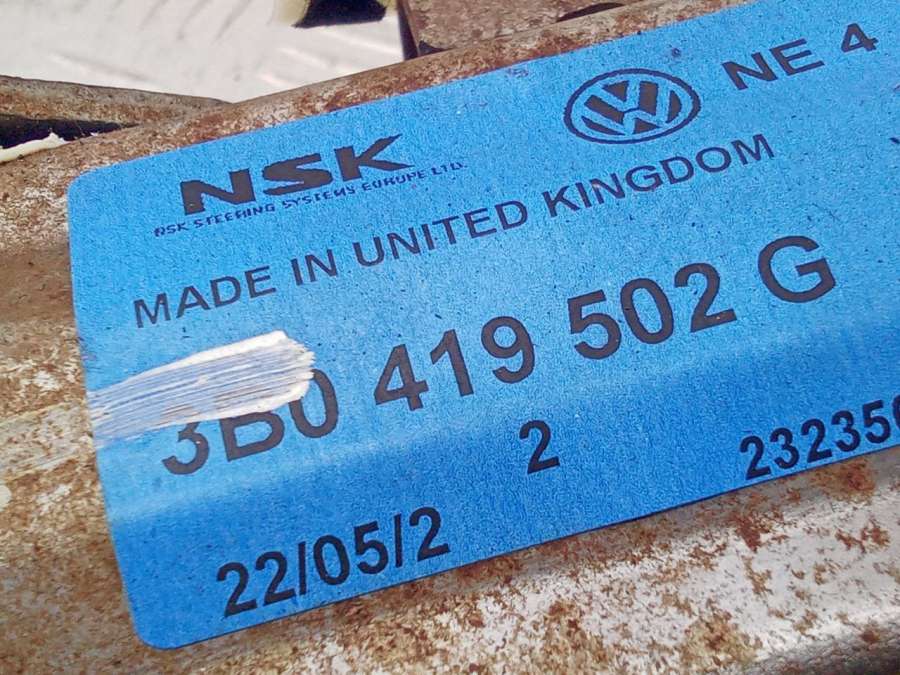 NE 4
NSK
NSK STEERING SYSTEMS EUROPE LTD.
MADE IN UNITED KINGDOM
3B0 419 502 G
2
232350
22/05/2